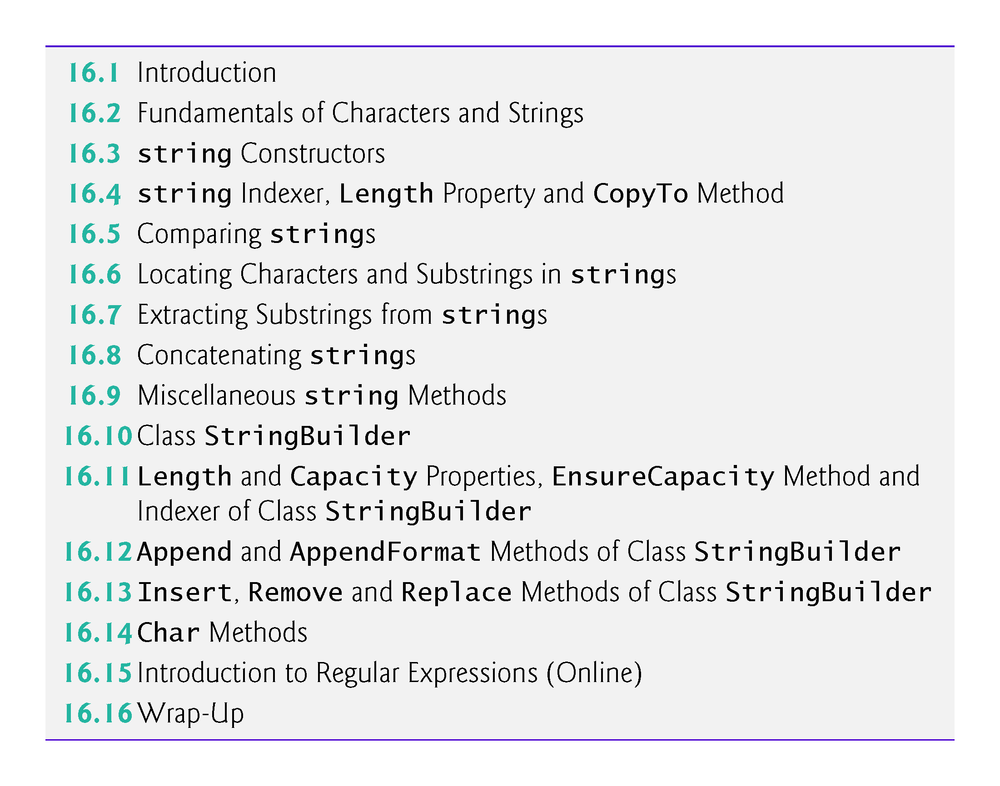 16.1 Introduction
16.2 Fundamentals of Characters and Strings
16.3 string Constructors
16.4 string Indexer, Length Property and CopyTo Method
16.5 Comparing strings
16.6 Locating Characters and Substrings in strings
16.7 Extracting Substrings from strings
16.8 Concatenating strings
16.9 Miscellaneous string Methods
16.10 Class StringBuilder
16.11 Length and Capacity Properties, EnsureCapacity Method and
Indexer of Class StringBuilder
16.12 Append and AppendFormat Methods of Class StringBuilder
16.13 Insert, Remove and Replace Methods of Class StringBuilder
16.14 Char Methods
16.15 Introduction to Regular Expressions (Online)
16.16 Wrap-Up